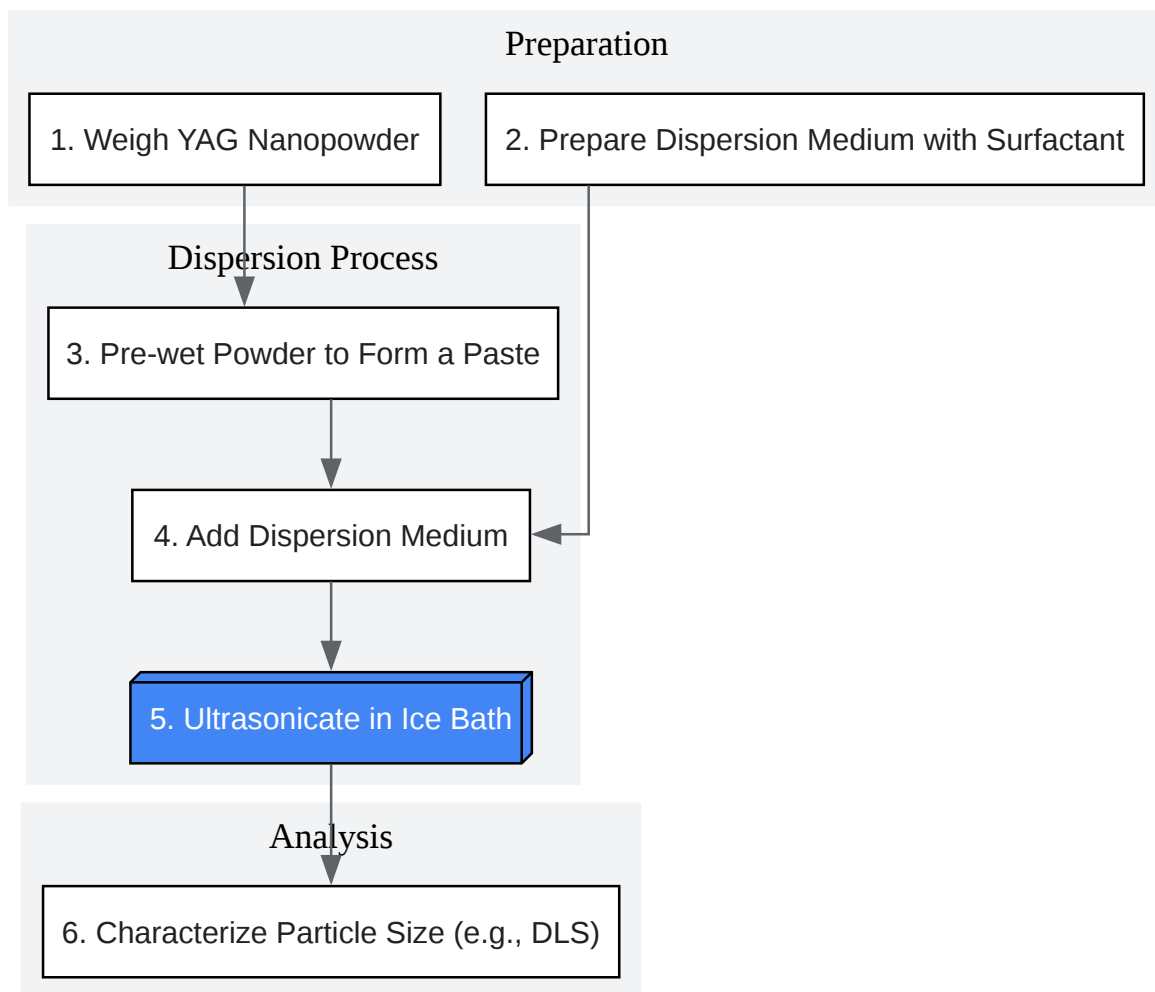 Preparation
1. Weigh YAG Nanopowder
2. Prepare Dispersion Medium with Surfactant
Dispersion Process
3. Pre-wet Powder to Form a Paste
4. Add Dispersion Medium
5. Ultrasonicate in Ice Bath
Analysis
6. Characterize Particle Size (e.g., DLS)